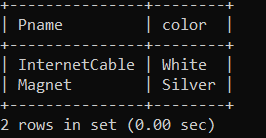 +---------------+--------+
| Pname         | color  |
+---------------+--------+
| InternetCable | White  |
| Magnet        | Silver |
+---------------+--------+
2 rows in set (0.00 sec)